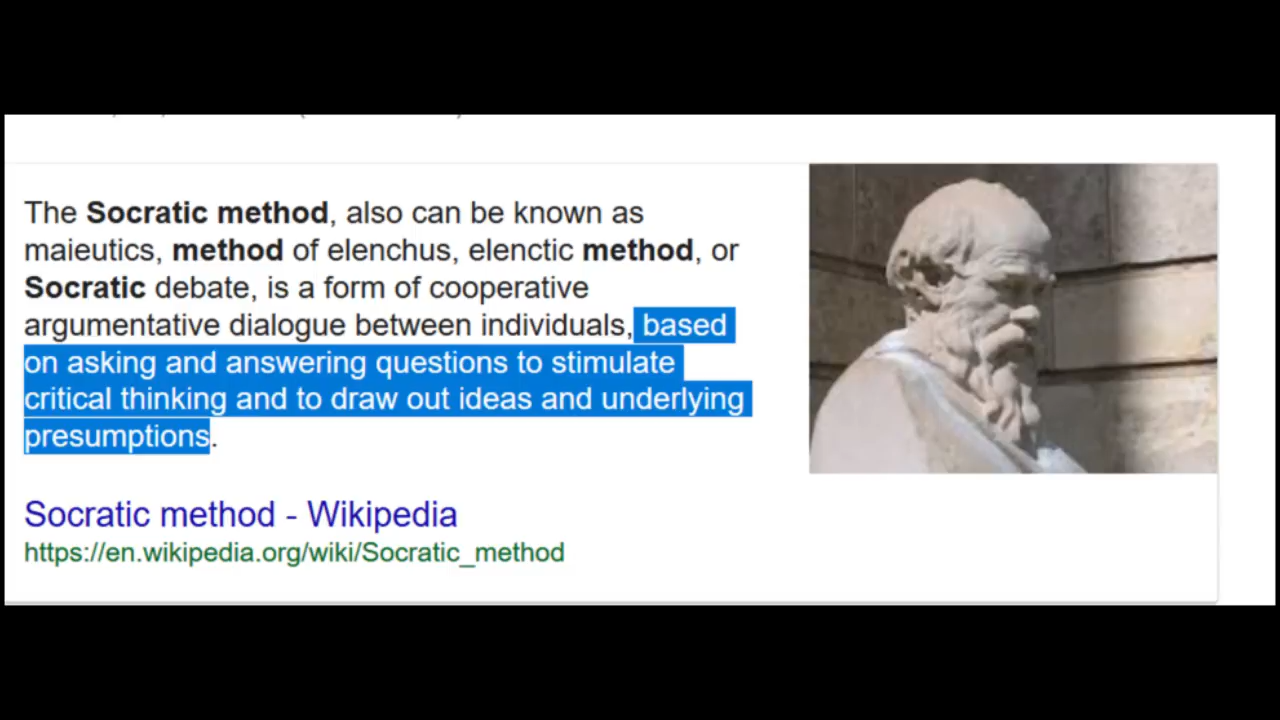 The Socratic method, also can be known as
maieutics, method of elenchus, elenctic method, or
Socratic debate, is a form of cooperative
argumentative dialogue between individuals, based
on asking and answering questions to stimulate
critical thinking and to draw out ideas and underlying
presumptions.
Socratic method - Wikipedia
https://en.wikipedia.org/wiki/Socratic_method